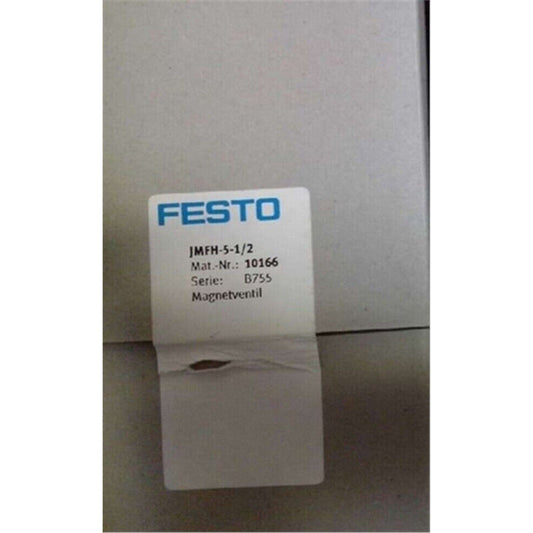 FESTO
JMFH-5-1/2
Mat.-Nr.: 10166
Serie: B755
Magnetventil